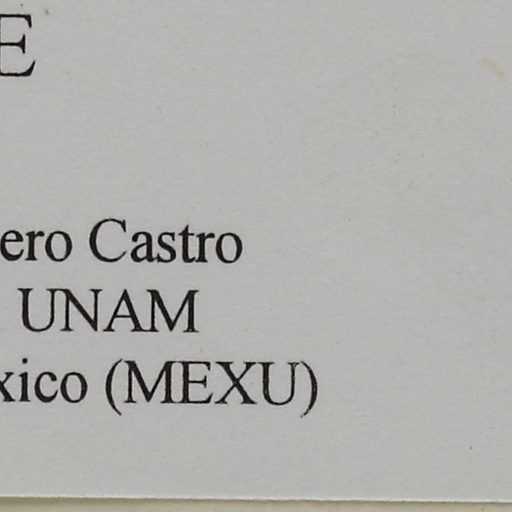 E
ero Castro
UNAM
xico (MEXU)